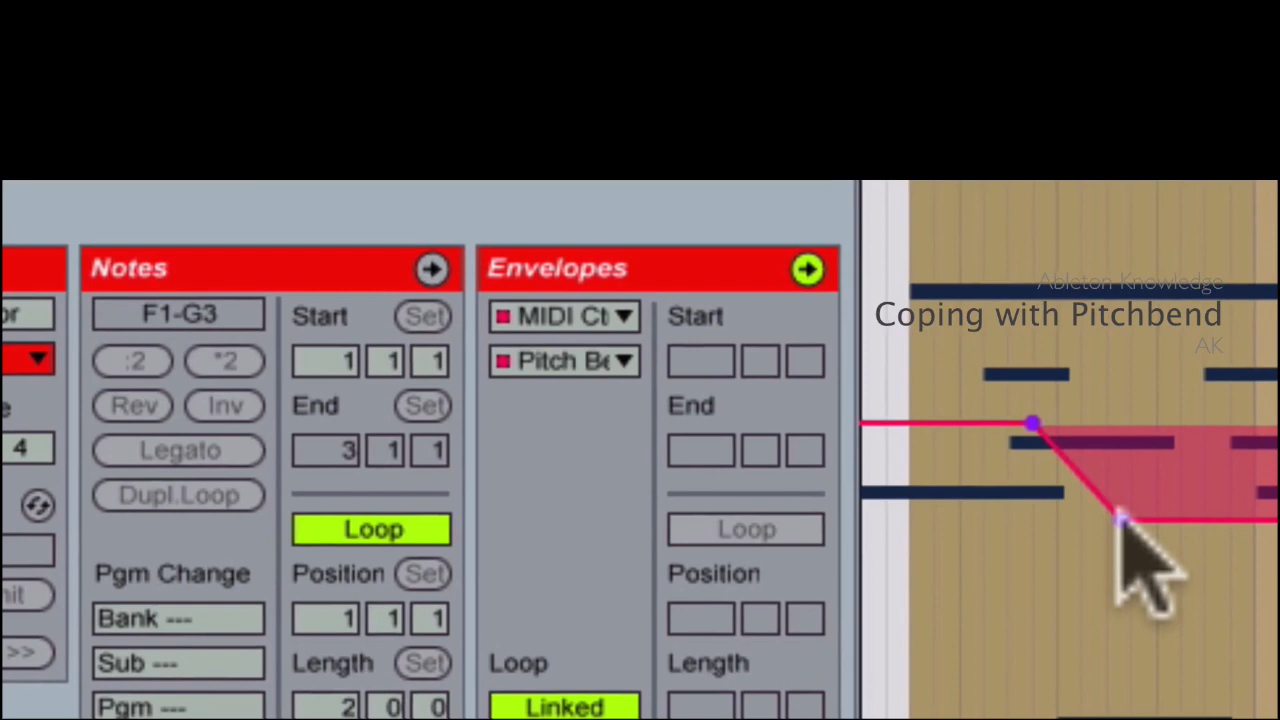 Notes
Envelopes
or
F1-G3
Start
Set
MIDI Ct
Start
Ableton Knowledge
Coping with Pitchbend
AK
:2
*2
1 1 1
Pitch Be
Rev
Inv
End
Set
End
4
Legato
3 1 1
Dupl.Loop
Loop
Loop
Pgm Change
Position
Set
Position
Bank ---
1 1 1
>>
Sub ---
Length
Set
Loop
Length
Pgm ---
2 0 0
Linked